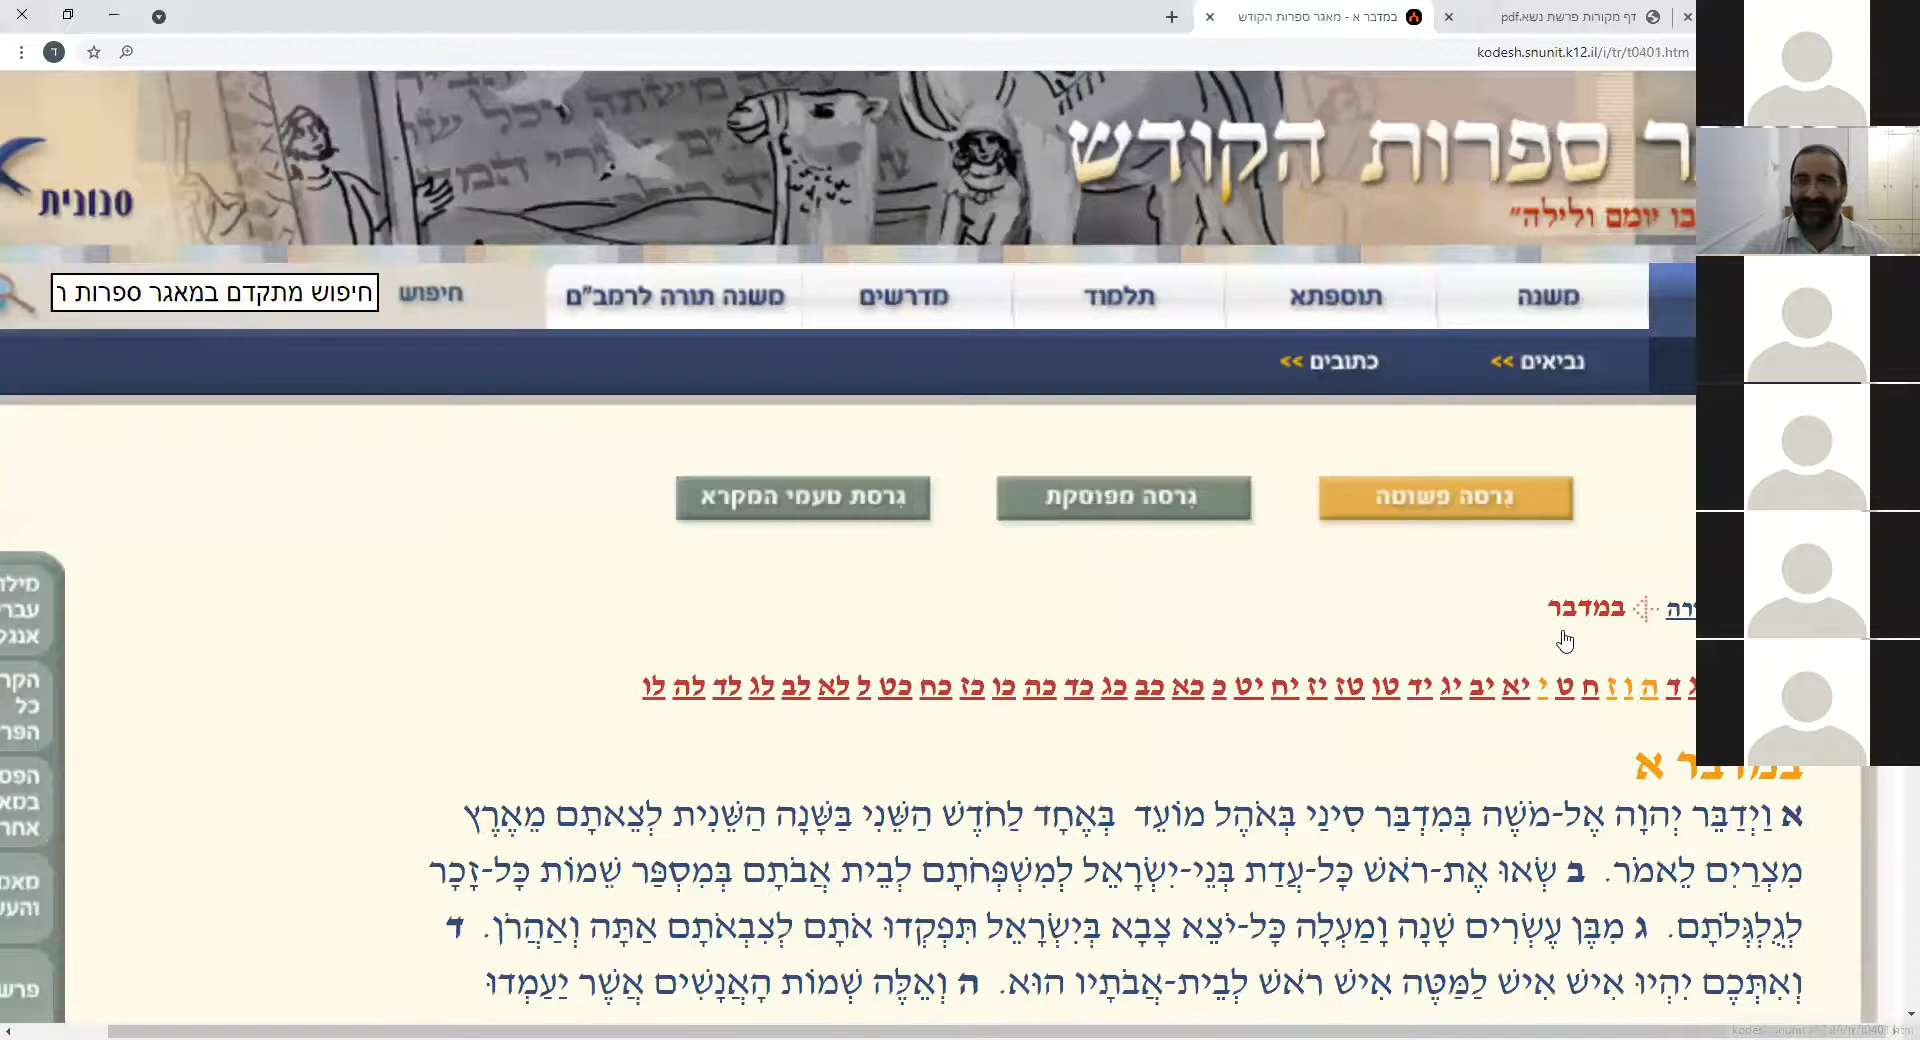 במדבר א - מאגר ספרות הקודש
דף מקורות פרשת נשא.pdf
kodesh.snunit.k12.il/i/tr/t0401.htm
ספרות הקודש
יומם ולילה"
סנונית
משנה
תוספתא
תלמוד
מדרשים
משנה תורה לרמב"ם
חיפוש
חיפוש מתקדם במאגר ספרות
נביאים >>
כתובים >>
גרסה פשוטה
גרסה מפוסקת
גרסת טעמי המקרא
במדבר
ד ה ו ז ח ט י יא יב יג יד טו טז יז יח יט כ כא כב כג כד כה כו כז כח כט ל לא לב לג לד לה לו
במדבר א
א וַיְדַבֵּר יְהוָה אֶל-מֹשֶׁה בְּמִדְבַּר סִינַי בְּאֹהֶל מוֹעֵד בְּאֶחָד לַחֹדֶשׁ הַשֵּׁנִי בַּשָּׁנָה הַשֵּׁנִית לְצֵאתָם מֵאֶרֶץ
מִצְרַיִם לֵאמֹר. ב שְׂאוּ אֶת-רֹאשׁ כָּל-עֲדַת בְּנֵי-יִשְׂרָאֵל לְמִשְׁפְּחֹתָם לְבֵית אֲבֹתָם בְּמִסְפַּר שֵׁמוֹת כָּל-זָכָר
לְגֻלְגְּלֹתָם. ג מִבֶּן עֶשְׂרִים שָׁנָה וָמַעְלָה כָּל-יֹצֵא צָבָא בְּיִשְׂרָאֵל תִּפְקְדוּ אֹתָם לְצִבְאֹתָם אַתָּה וְאַהֲרֹן. ד
וְאִתְּכֶם יִהְיוּ אִישׁ אִישׁ לַמַּטֶּה אִישׁ רֹאשׁ לְבֵית-אֲבֹתָיו הוּא. ה וְאֵלֶּה שְׁמוֹת הָאֲנָשִׁים אֲשֶׁר יַעַמְדוּ
כל